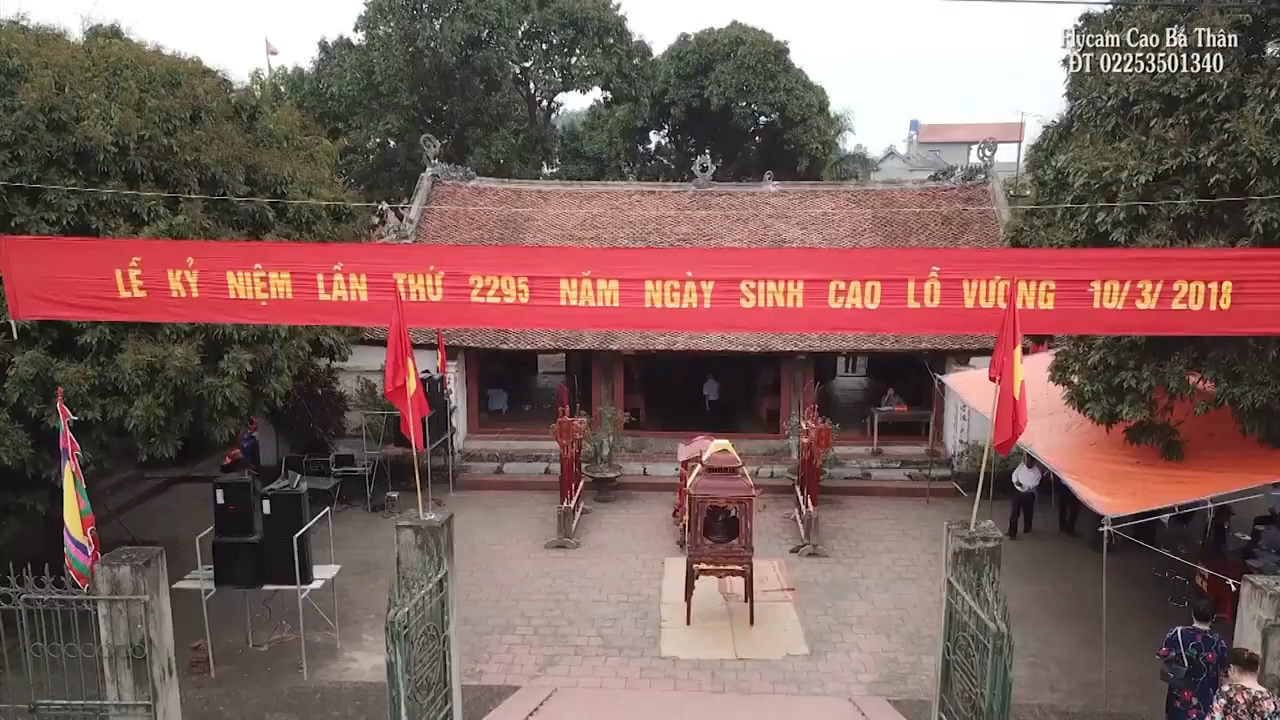 Flycam Cao Bá Thân
ĐT 02253501340
LỄ KỶ NIỆM LẦN THỨ 2295 NĂM NGÀY SINH CAO LỖ VƯƠNG 10/3/2018